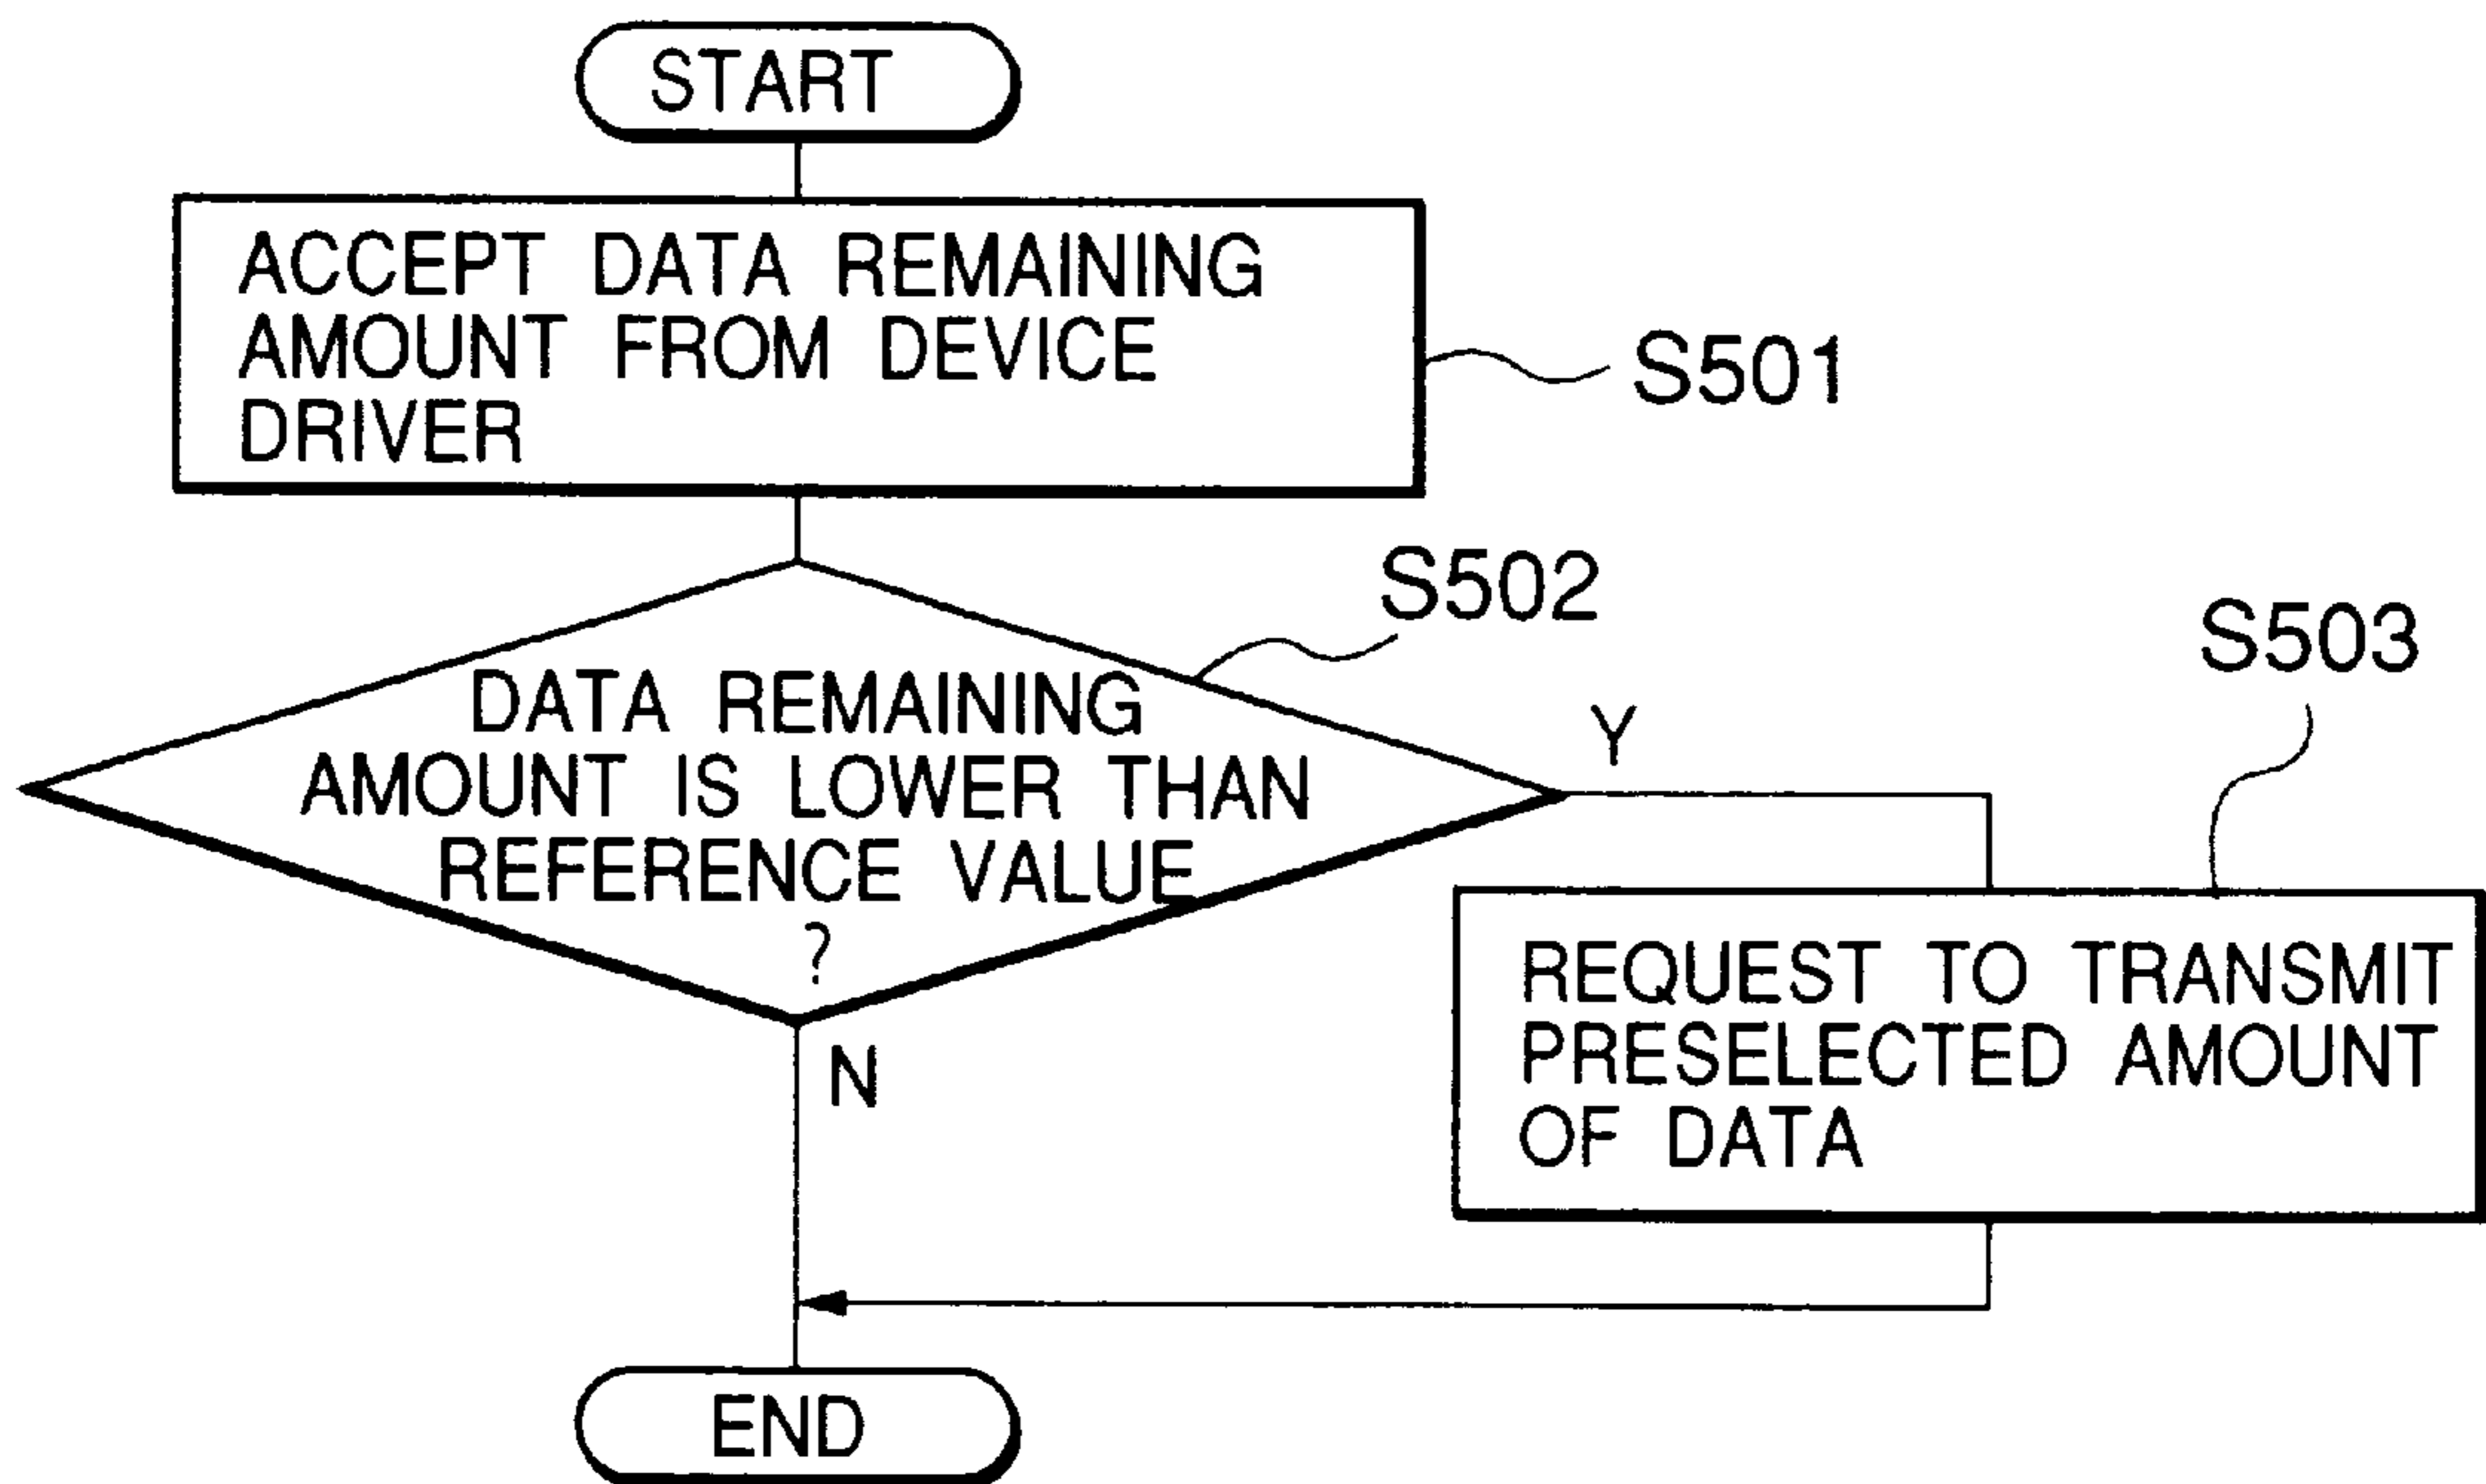 START
ACCEPT DATA REMAINING
AMOUNT FROM DEVICE
DRIVER
S501
S502
DATA REMAINING
AMOUNT IS LOWER THAN
REFERENCE VALUE
?
Y
N
S503
REQUEST TO TRANSMIT
PRESELECTED AMOUNT
OF DATA
END